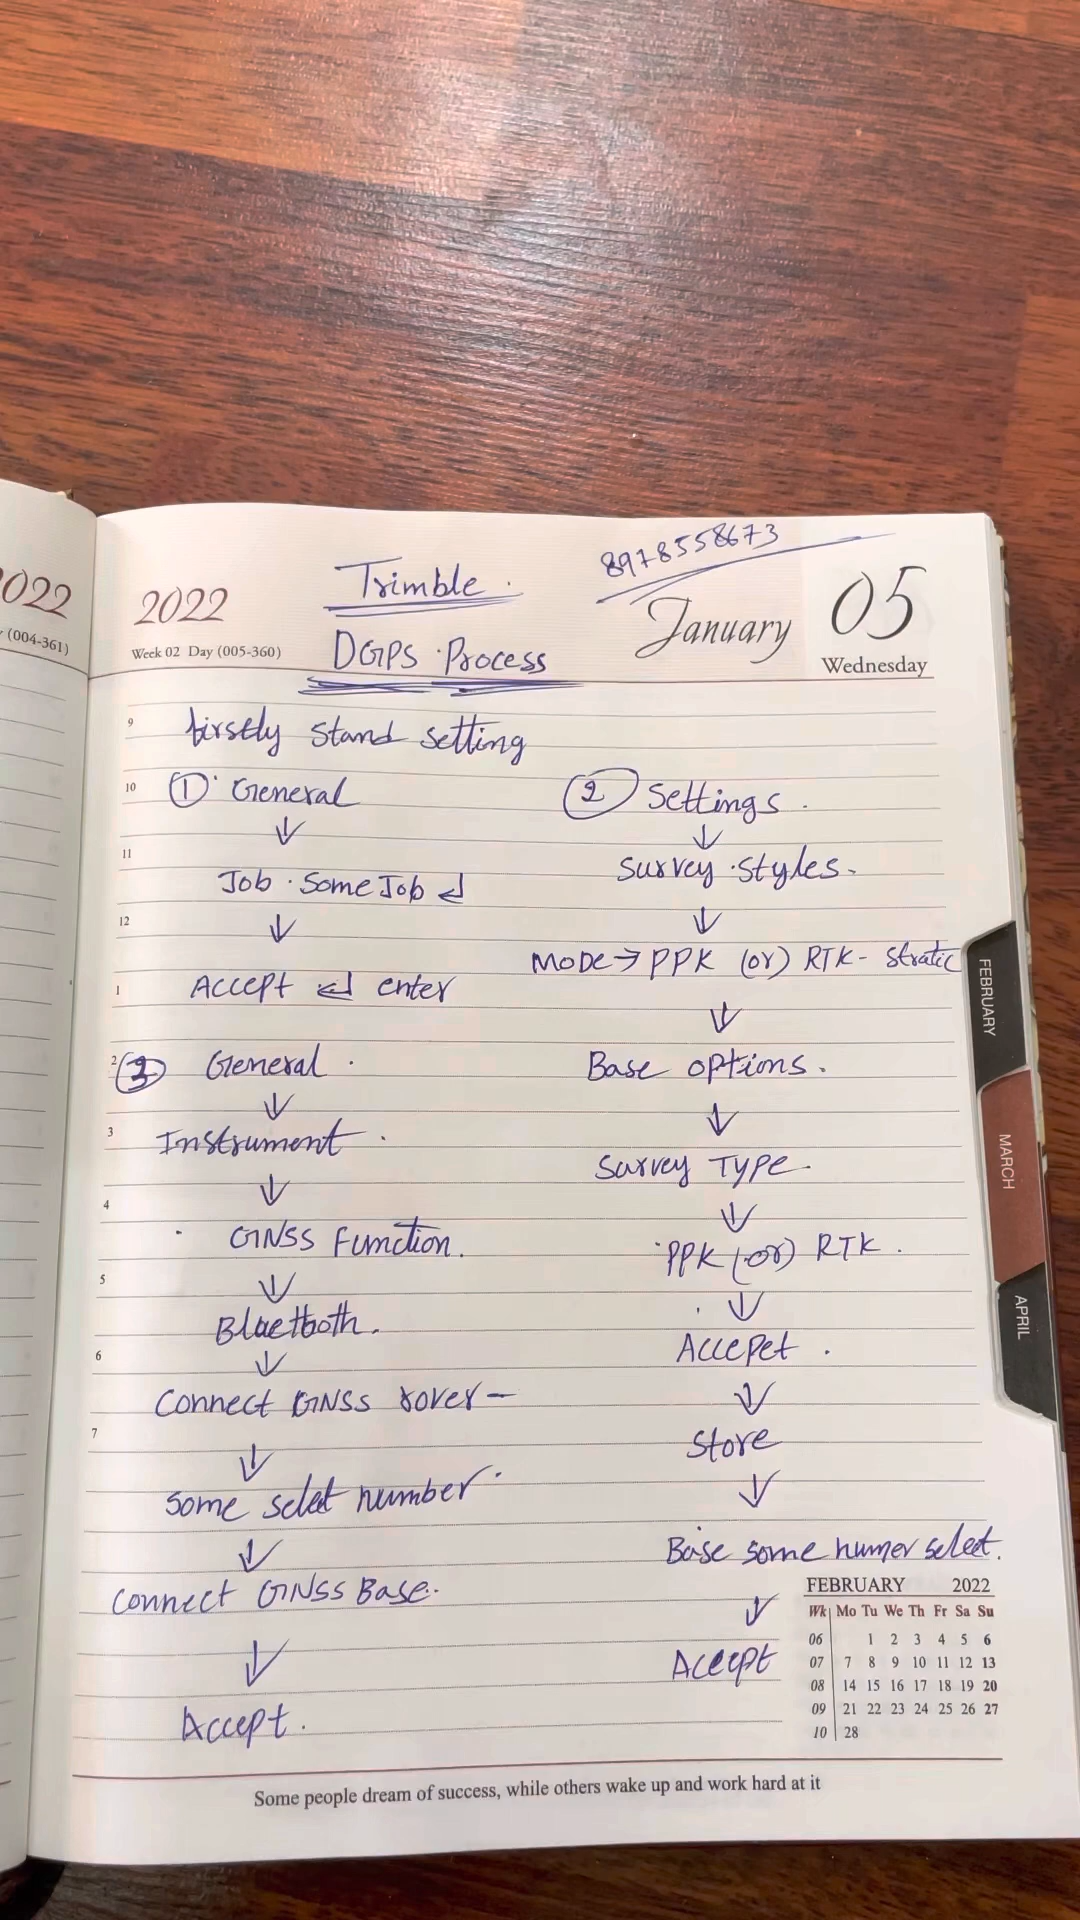 2022
(004-361)
2022
Week 02 Day (005-360)
Trimble.
DGPS Process
8978558673
January
05
Wednesday
firstly Stand setting
① General
↓
Job. Some Job ↲
↓
Accept ↲ enter
② Settings.
↓
Survey Styles.
↓
MODE → PPK (or) RTK - Stratic
↓
Base options.
↓
Survey Type.
↓
PPK (or) RTK.
↓
Accepet.
↓
Store
↓
Base some numer select.
↓
Accept
③ General.
↓
Instrument.
↓
GNSS Function.
↓
Bluetboth.
↓
Connect GNSS rover -
↓
Some selet number.
↓
Connect GNSS Base..
↓
Accept.
9
10
11
12
1
2
3
4
5
6
7
FEBRUARY
MARCH
APRIL
FEBRUARY 2022
Wk Mo Tu We Th Fr Sa Su
06 1 2 3 4 5 6
07 7 8 9 10 11 12 13
08 14 15 16 17 18 19 20
09 21 22 23 24 25 26 27
10 28
Some people dream of success, while others wake up and work hard at it